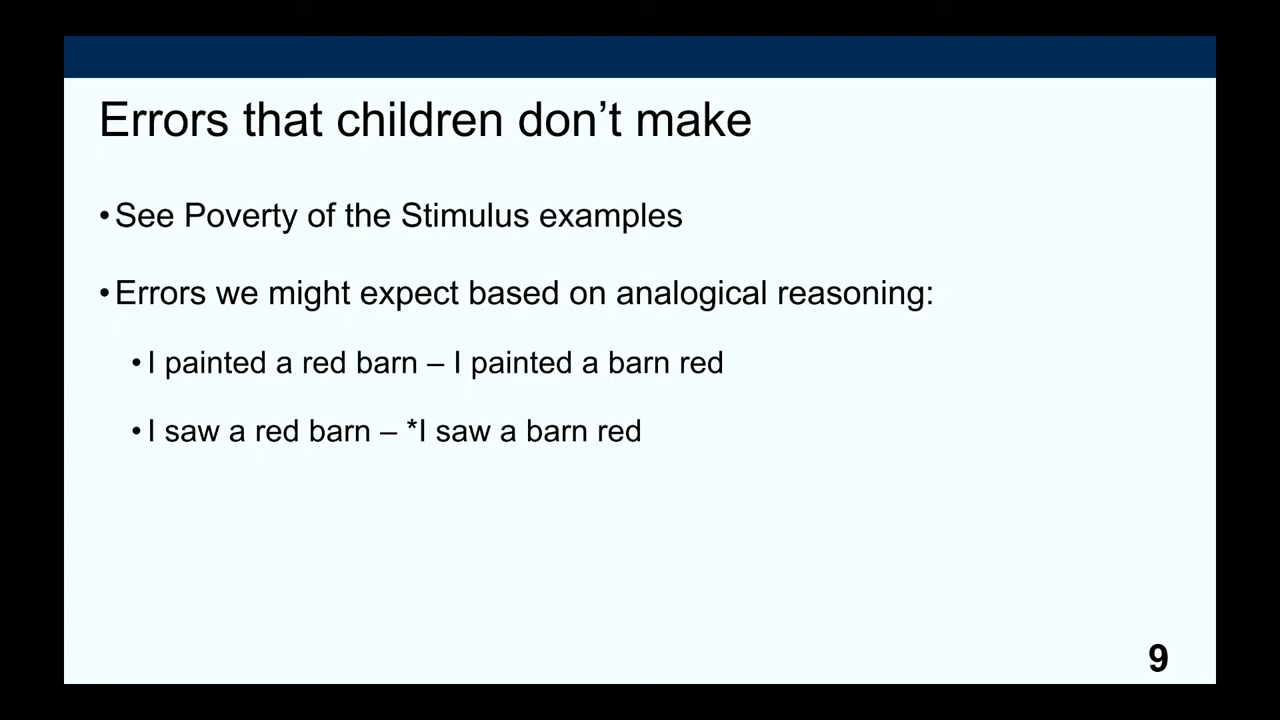 Errors that children don’t make
•See Poverty of the Stimulus examples
•Errors we might expect based on analogical reasoning:
•I painted a red barn – I painted a barn red
•I saw a red barn – *I saw a barn red
9